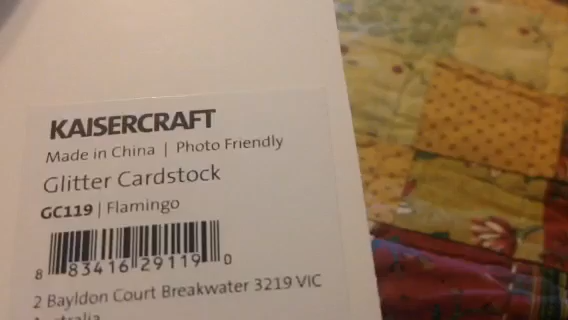 KAISERCRAFT
Made in China | Photo Friendly
Glitter Cardstock
GC119 | Flamingo
8 83416 29119 0
2 Bayldon Court Breakwater 3219 VIC
Australia